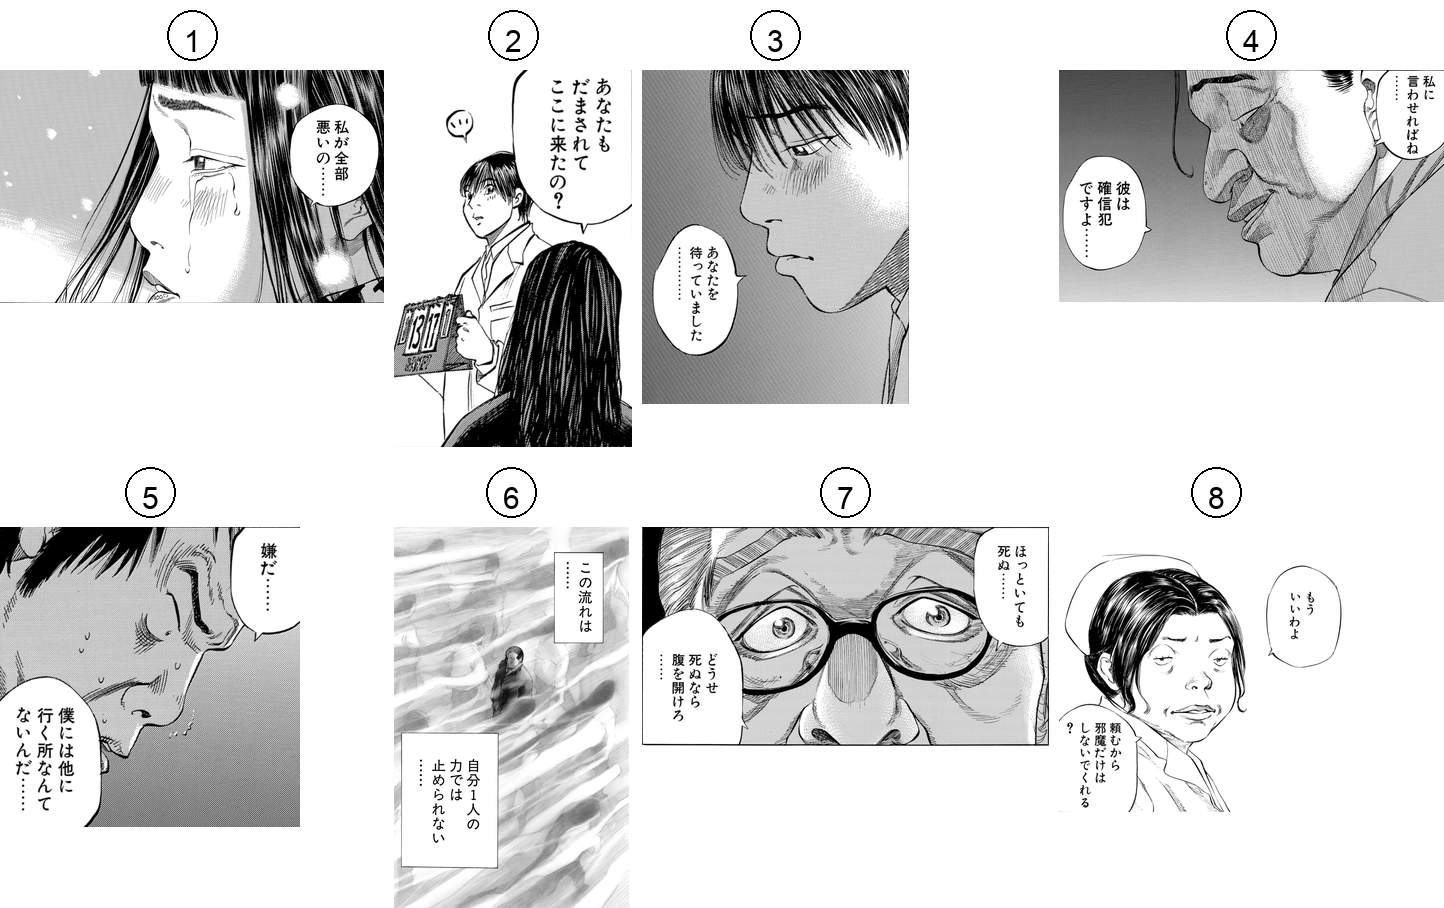 1
私が全部
悪いの……
2
あなたも
だまされて
ここに来たの?
13
17
3
あなたを
待っていました
…………
4
私に
言わせればね
……
彼は
確信犯
ですよ……
5
嫌だ……
僕には他に
行く所なんて
ないんだ……
6
この流れは
……
自分1人の
力では
止められない
……
7
ほっといても
死ぬ……
どうせ
死ぬなら
腹を開けろ
……
8
もう
いいわよ
頼むから
邪魔だけは
しないでくれる
?